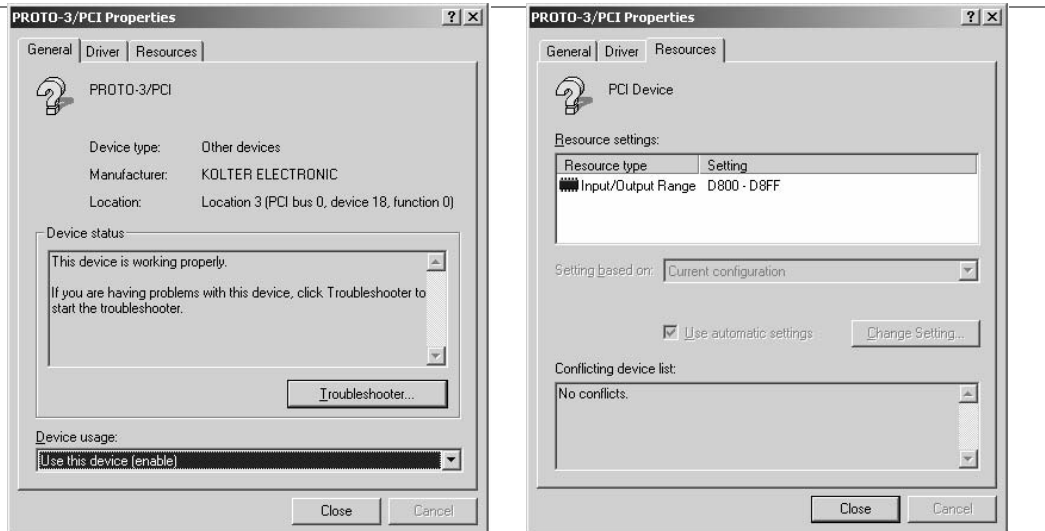 PROTO-3/PCI Properties
General Driver Resources
PROTO-3/PCI
Device type: Other devices
Manufacturer: KOLTER ELECTRONIC
Location: Location 3 (PCI bus 0, device 18, function 0)
Device status
This device is working properly.
If you are having problems with this device, click Troubleshooter to
start the troubleshooter.
Troubleshooter...
Device usage:
Use this device (enable)
Close Cancel
PROTO-3/PCI Properties
General Driver Resources
PCI Device
Resource settings:
Resource type Setting
Input/Output Range D800 - D8FF
Setting based on: Current configuration
Use automatic settings Change Setting...
Conflicting device list:
No conflicts.
Close Cancel